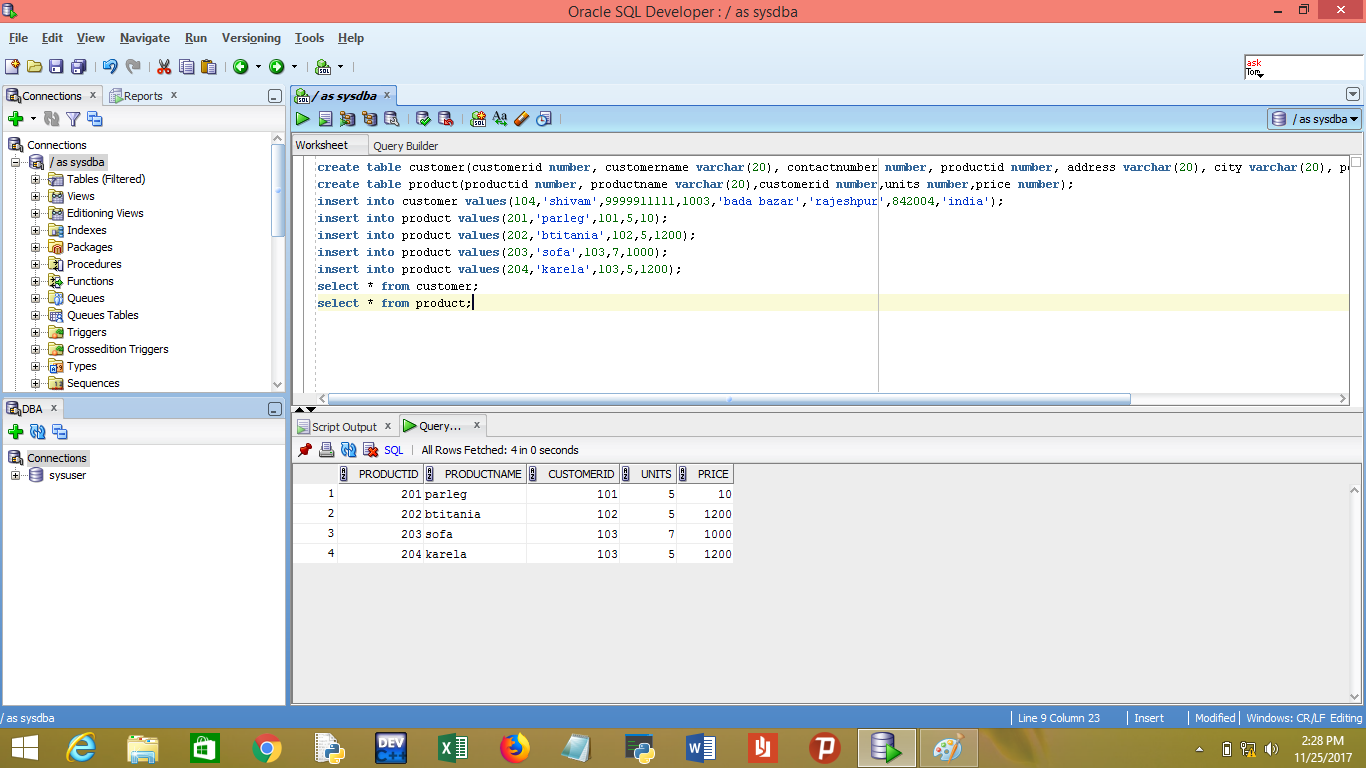 Oracle SQL Developer : / as sysdba
File Edit View Navigate Run Versioning Tools Help
ask
Tom
Connections x Reports x
/ as sysdba x
/ as sysdba
Connections
/ as sysdba
Tables (Filtered)
Views
Editioning Views
Indexes
Packages
Procedures
Functions
Queues
Queues Tables
Triggers
Crossedition Triggers
Types
Sequences
DBA x
Connections
sysuser
Worksheet Query Builder
create table customer(customerid number, customername varchar(20), contactnumber number, productid number, address varchar(20), city varchar(20),
create table product(productid number, productname varchar(20),customerid number,units number,price number);
insert into customer values(104,'shivam',9999911111,1003,'bada bazar','rajeshpur',842004,'india');
insert into product values(201,'parleg',101,5,10);
insert into product values(202,'btitania',102,5,1200);
insert into product values(203,'sofa',103,7,1000);
insert into product values(204,'karela',103,5,1200);
select * from customer;
select * from product;
Script Output x Query... x
SQL | All Rows Fetched: 4 in 0 seconds
PRODUCTID PRODUCTNAME CUSTOMERID UNITS PRICE
1 201 parleg 101 5 10
2 202 btitania 102 5 1200
3 203 sofa 103 7 1000
4 204 karela 103 5 1200
/ as sysdba
Line 9 Column 23 | Insert | Modified | Windows: CR/LF Editing
DEV C++
2:28 PM
11/25/2017